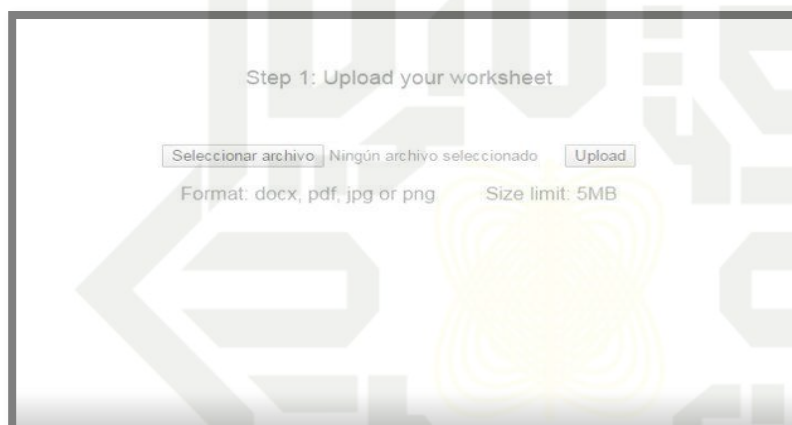 Step 1: Upload your worksheet
Seleccionar archivo Ningún archivo seleccionado Upload
Format: docx, pdf, jpg or png Size limit: 5MB